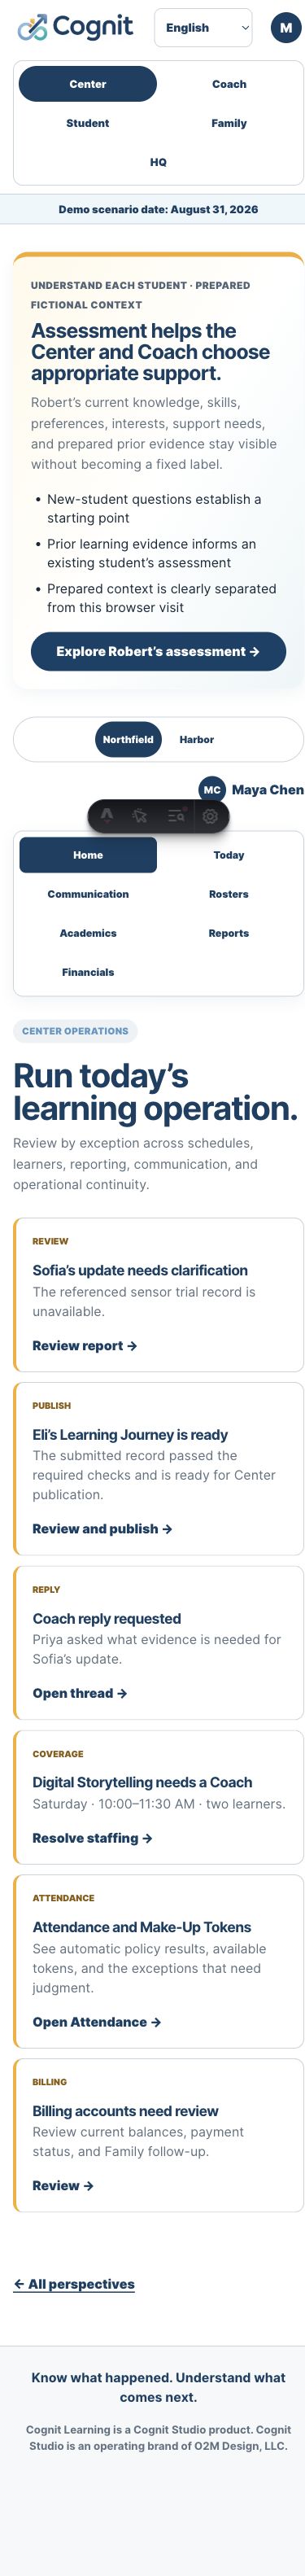 Cognit
English
M
Center
Coach
Student
Family
HQ
Demo scenario date: August 31, 2026
UNDERSTAND EACH STUDENT · PREPARED
FICTIONAL CONTEXT
Assessment helps the
Center and Coach choose
appropriate support.
Robert’s current knowledge, skills,
preferences, interests, support needs,
and prepared prior evidence stay visible
without becoming a fixed label.
• New-student questions establish a
starting point
• Prior learning evidence informs an
existing student’s assessment
• Prepared context is clearly separated
from this browser visit
Explore Robert’s assessment →
Northfield
Harbor
MC
Maya Chen
Home
Today
Communication
Rosters
Academics
Reports
Financials
CENTER OPERATIONS
Run today’s
learning operation.
Review by exception across schedules,
learners, reporting, communication, and
operational continuity.
REVIEW
Sofia’s update needs clarification
The referenced sensor trial record is
unavailable.
Review report →
PUBLISH
Eli’s Learning Journey is ready
The submitted record passed the
required checks and is ready for Center
publication.
Review and publish →
REPLY
Coach reply requested
Priya asked what evidence is needed for
Sofia’s update.
Open thread →
COVERAGE
Digital Storytelling needs a Coach
Saturday · 10:00–11:30 AM · two learners.
Resolve staffing →
ATTENDANCE
Attendance and Make-Up Tokens
See automatic policy results, available
tokens, and the exceptions that need
judgment.
Open Attendance →
BILLING
Billing accounts need review
Review current balances, payment
status, and Family follow-up.
Review →
← All perspectives
Know what happened. Understand what
comes next.
Cognit Learning is a Cognit Studio product. Cognit
Studio is an operating brand of O2M Design, LLC.